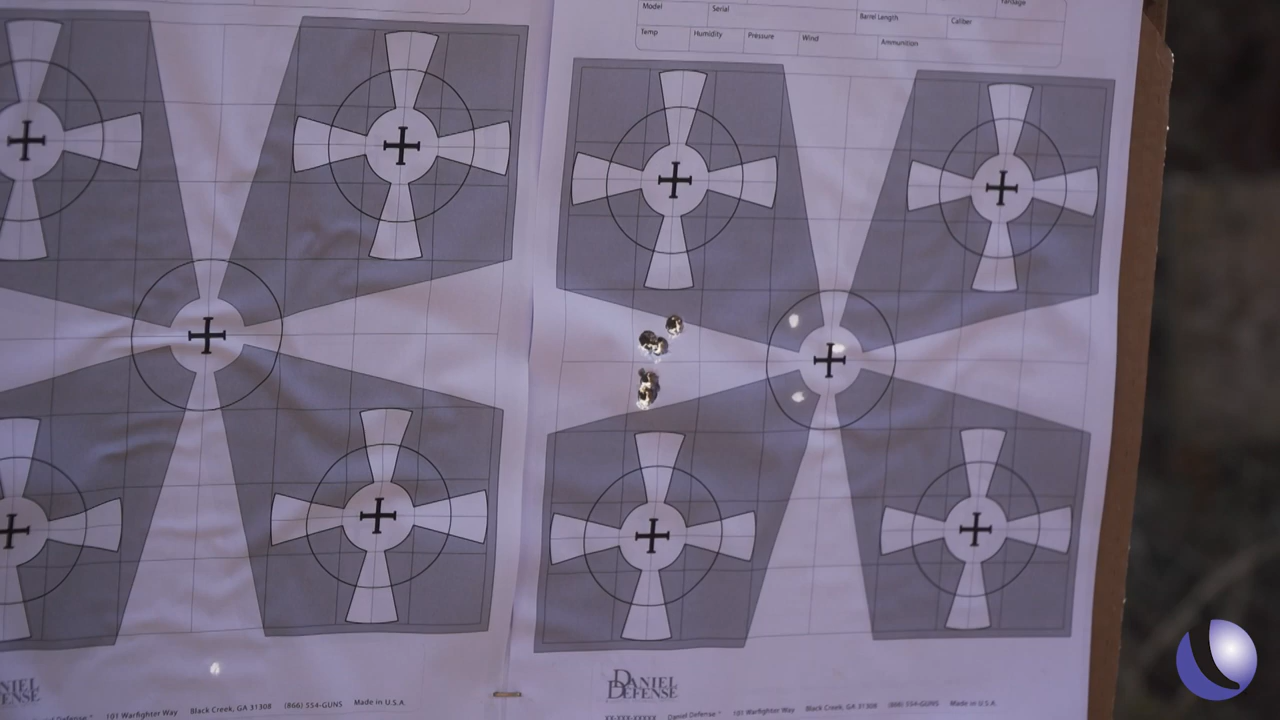 Yardage
Model Serial Barrel Length Caliber
Temp Humidity Pressure Wind Ammunition
DANIEL
DEFENSE
101 Warfighter Way Black Creek, GA 31308 (866) 554-GUNS Made in U.S.A.
Daniel Defense 101 Warfighter Way Black Creek, GA 31308 (866) 554-GUNS Made in U.S.A.